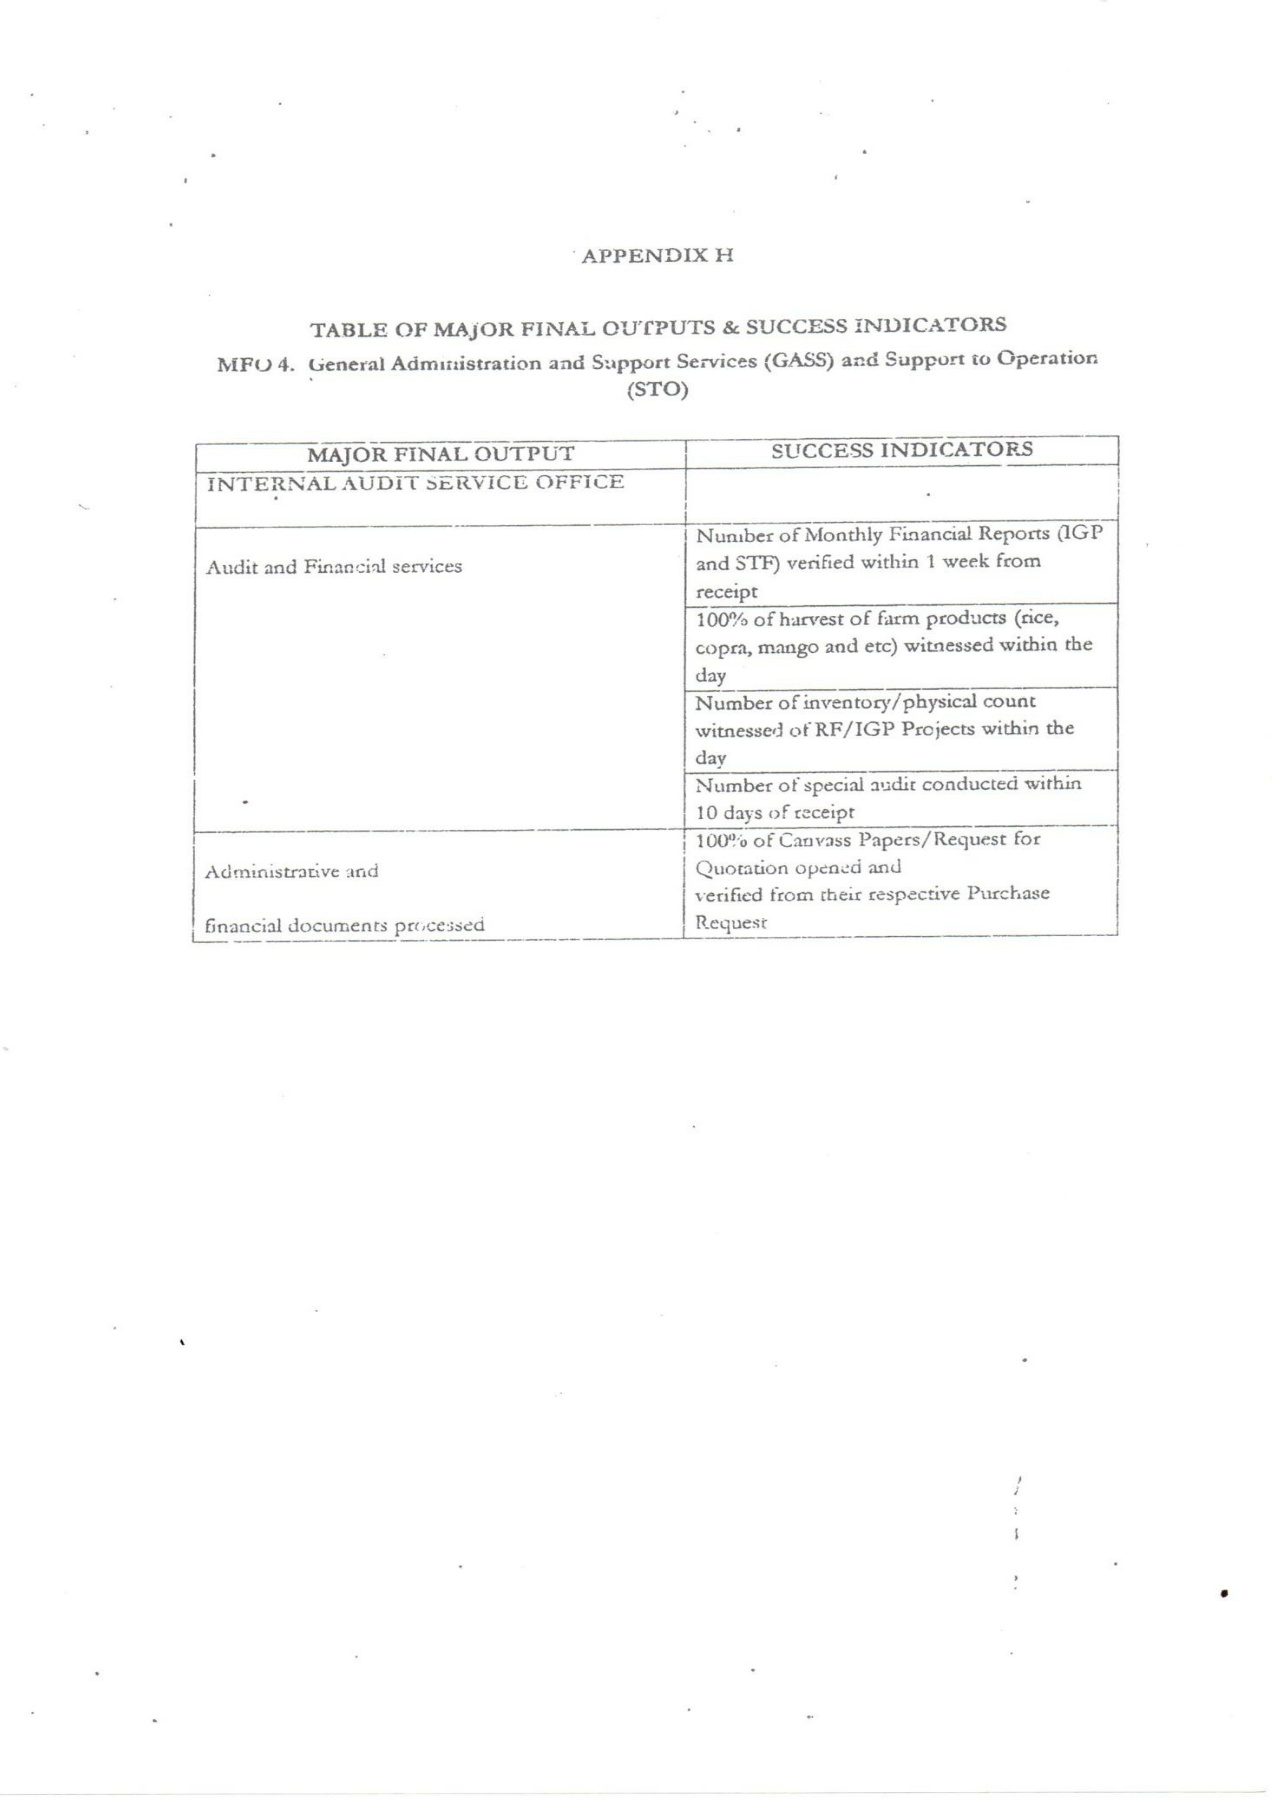 APPENDIX H
TABLE OF MAJOR FINAL OUTPUTS & SUCCESS INDICATORS
MFO 4. General Administration and Support Services (GASS) and Support to Operation
(STO)
MAJOR FINAL OUTPUT
SUCCESS INDICATORS
INTERNAL AUDIT SERVICE OFFICE
Audit and Financial services
Number of Monthly Financial Reports (IGP
and STF) verified within 1 week from
receipt
100% of harvest of farm products (rice,
copra, mango and etc) witnessed within the
day
Number of inventory/physical count
witnessed of RF/IGP Projects within the
day
Number of special audit conducted within
10 days of receipt
Administrative and
financial documents processed
100% of Canvass Papers/Request for
Quotation opened and
verified from their respective Purchase
Request